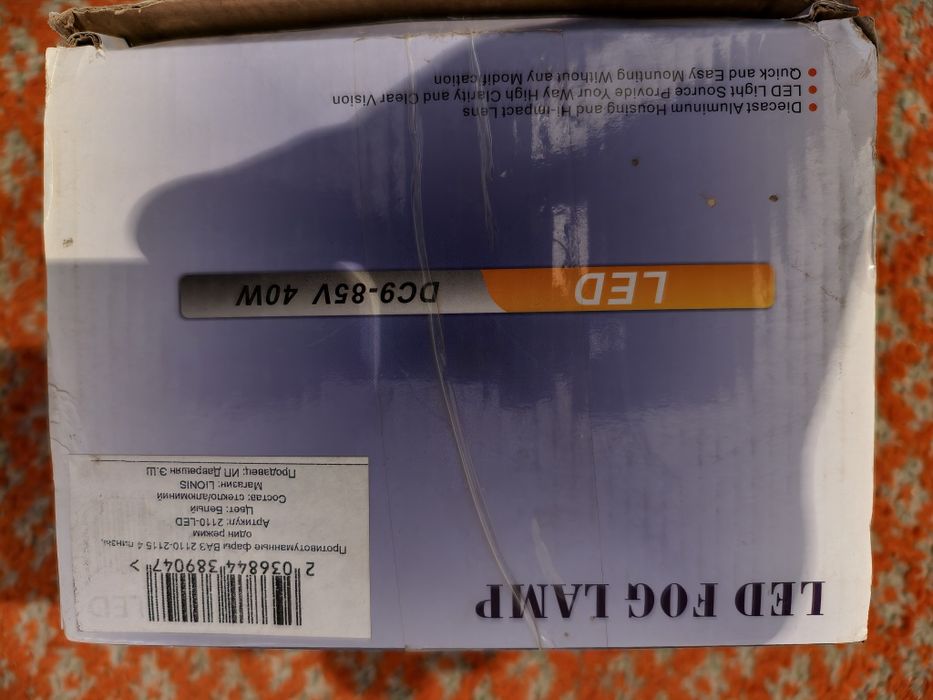 LED FOG LAMP
2 036844 389047 >
Противотуманные фары ВАЗ 2110-2115 4 линзы,
один режим
Артикул: 2110-LED
Цвет: Белый
Состав: стекло/алюминий
Магазин: LIONIS
Продавец: ИП Даврешян Э.Ш
LED
LED DC9-85V 40W
Diecast Aluminum Housing and Hi-Impact Lens
LED Light Source Provide Your Way High Clarity and Clear Vision
Quick and Easy Mounting Without any Modification